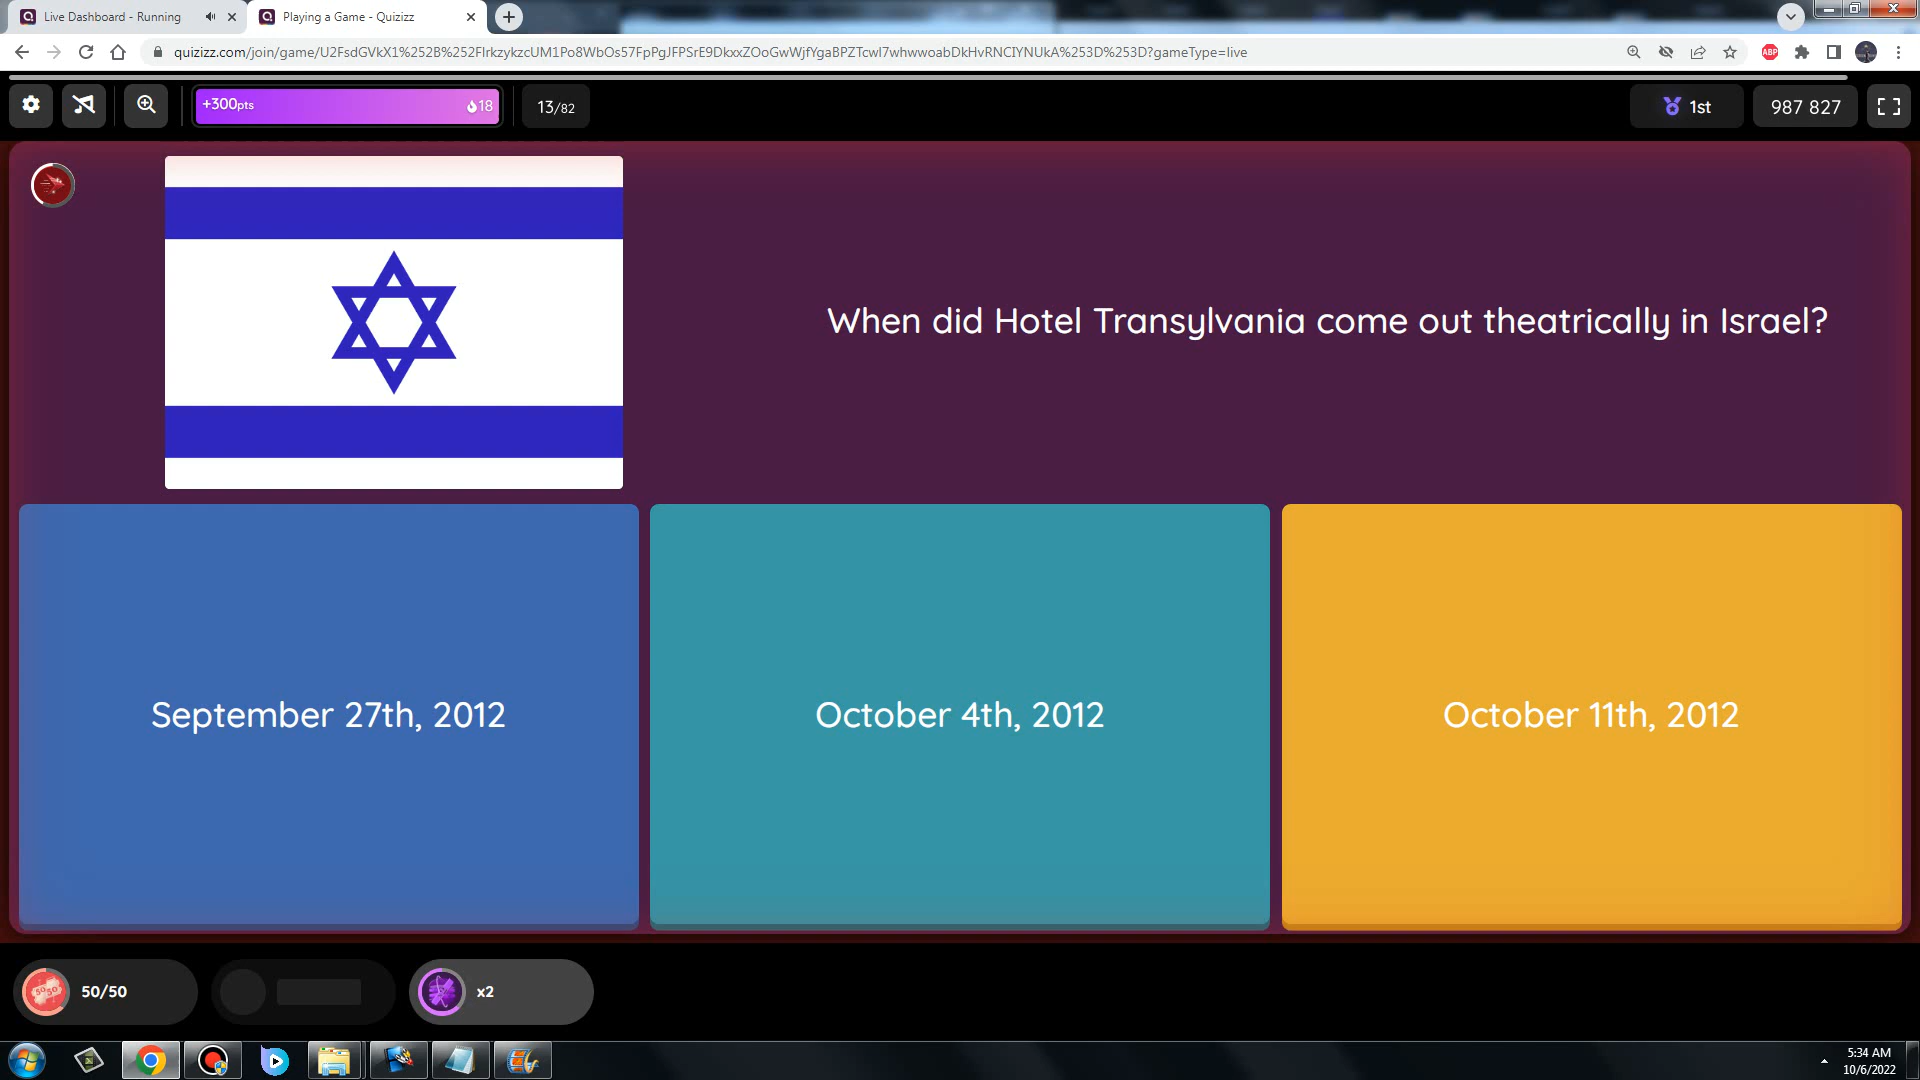 Live Dashboard - Running
Playing a Game - Quizizz
quizizz.com/join/game/U2FsdGVkX1%252B%252FIrkzykzcUM1Po8WbOs57FpPgJFPSrE9DkxxZOoGwWjfYgaBPZTcwI7whwwoabDkHvRNCIYNUkA%253D%253D?gameType=live
ABP
+300pts
18
13/82
1st
987 827
When did Hotel Transylvania come out theatrically in Israel?
September 27th, 2012
October 4th, 2012
October 11th, 2012
50/50
x2
5:34 AM
10/6/2022